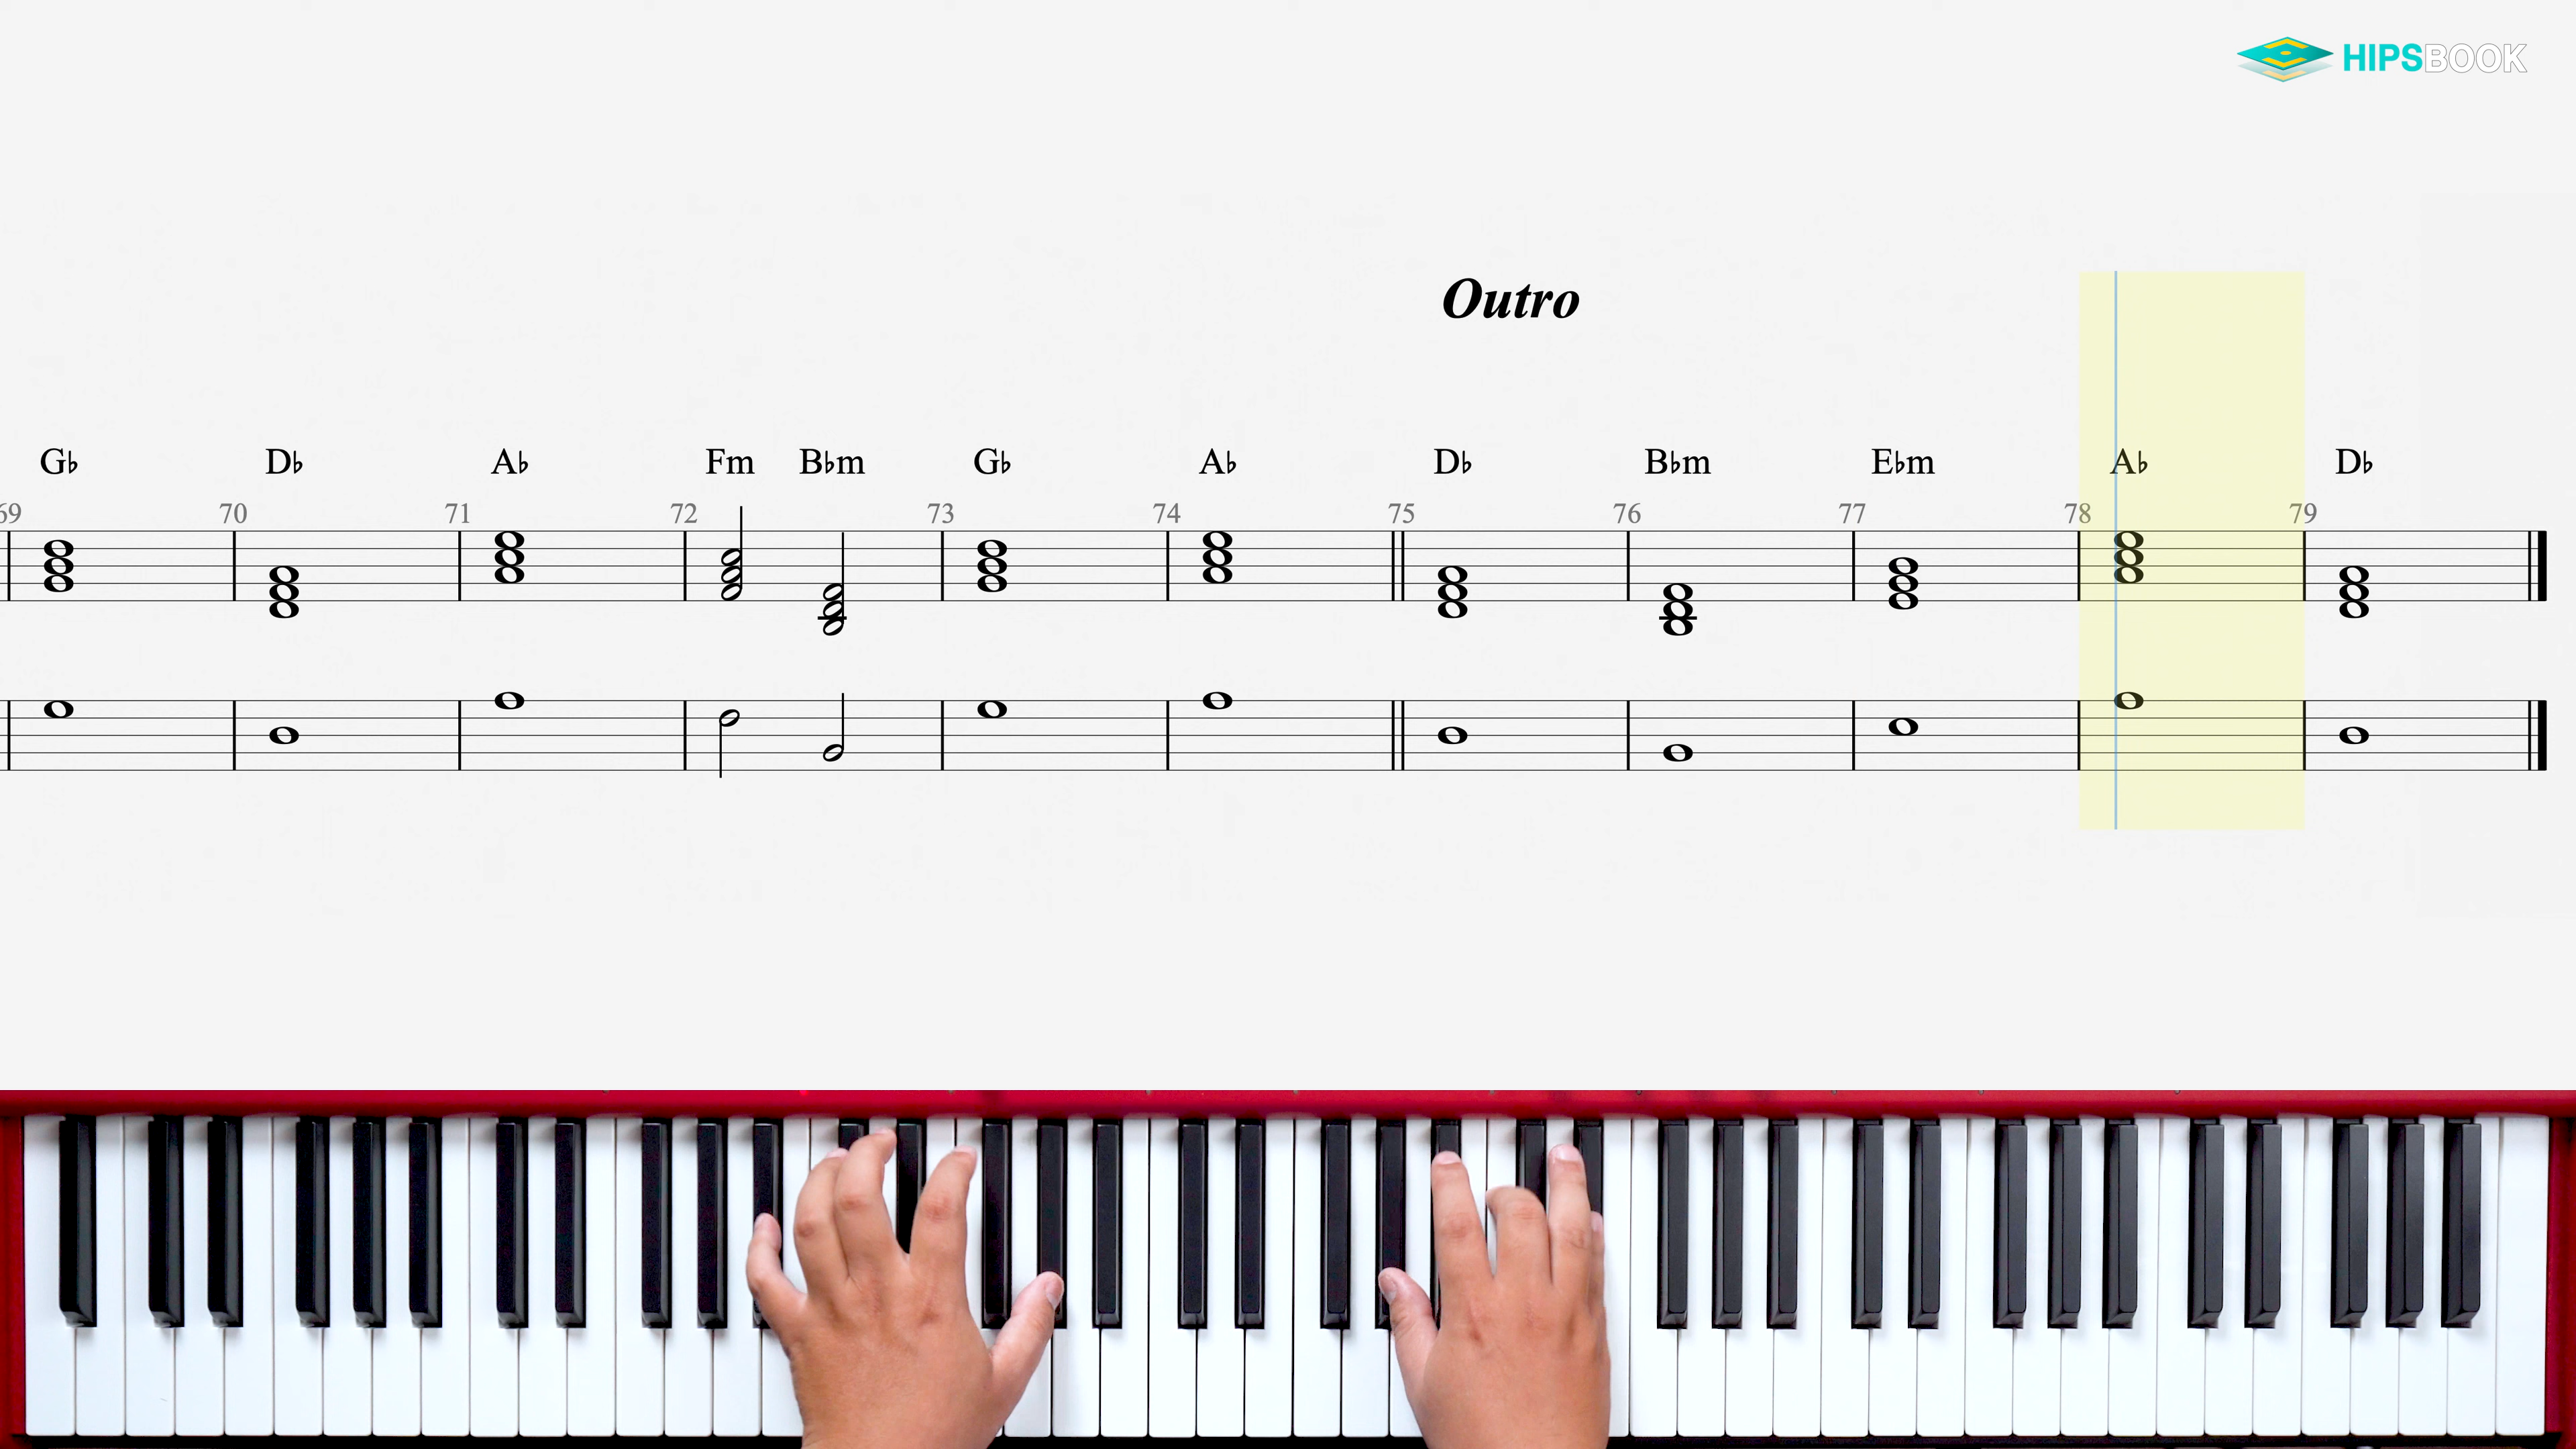 HIPSBOOK
Outro
G♭ D♭ A♭ Fm B♭m G♭ A♭ D♭ B♭m E♭m A♭ D♭
69 70 71 72 73 74 75 76 77 78 79